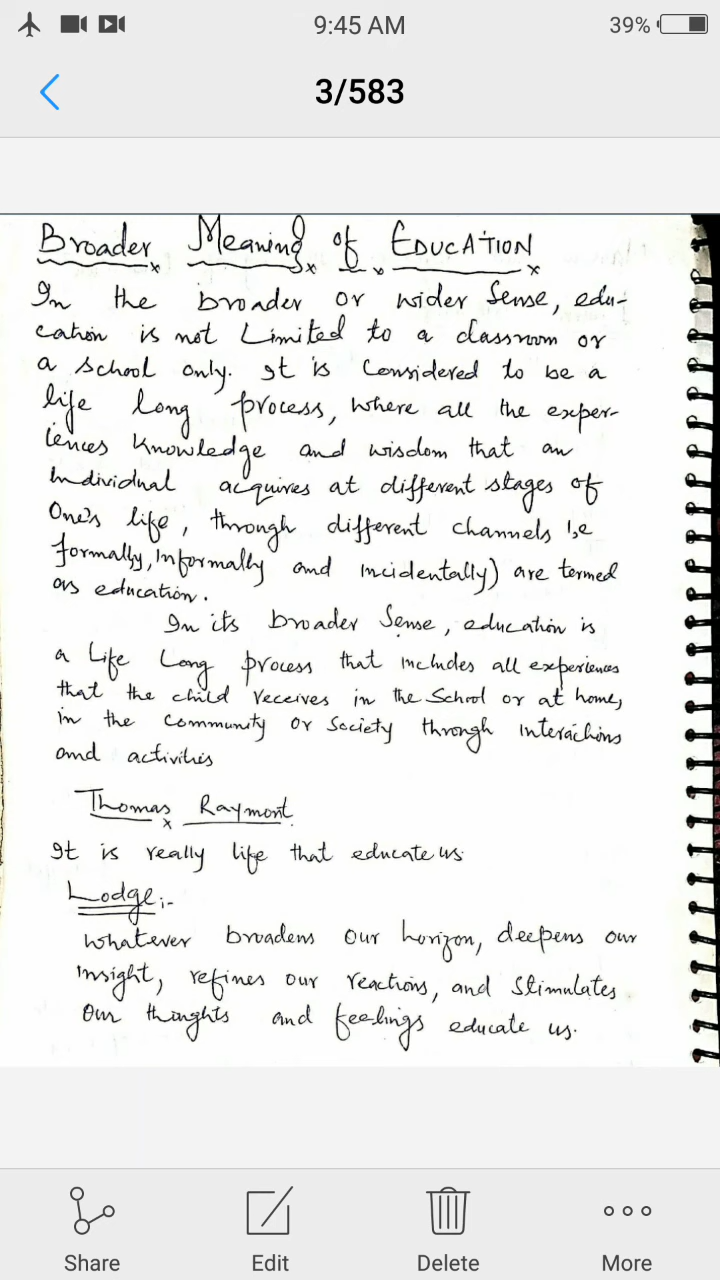 9:45 AM
39%
3/583
Broader Meaning of EDUCATION
In the broader or wider Sense, edu-
cation is not Limited to a classroom or
a school only. It is Considered to be a
life long process, where all the exper-
iences Knowledge and wisdom that an
Individual acquires at different stages of
One's life, through different channels i.e
formally, Informally and Incidentally) are termed
as education.
In its broader Sense, education is
a Life Long process that includes all experiences
that the child receives in the School or at home,
in the Community or Society through Interactions
and activities
Thomas Raymont.
It is really life that educate us.
Lodge:-
Whatever broadens our horizon, deepens our
insight, refines our reactions, and Stimulates
Our thoughts and feelings educate us.
Share Edit Delete More